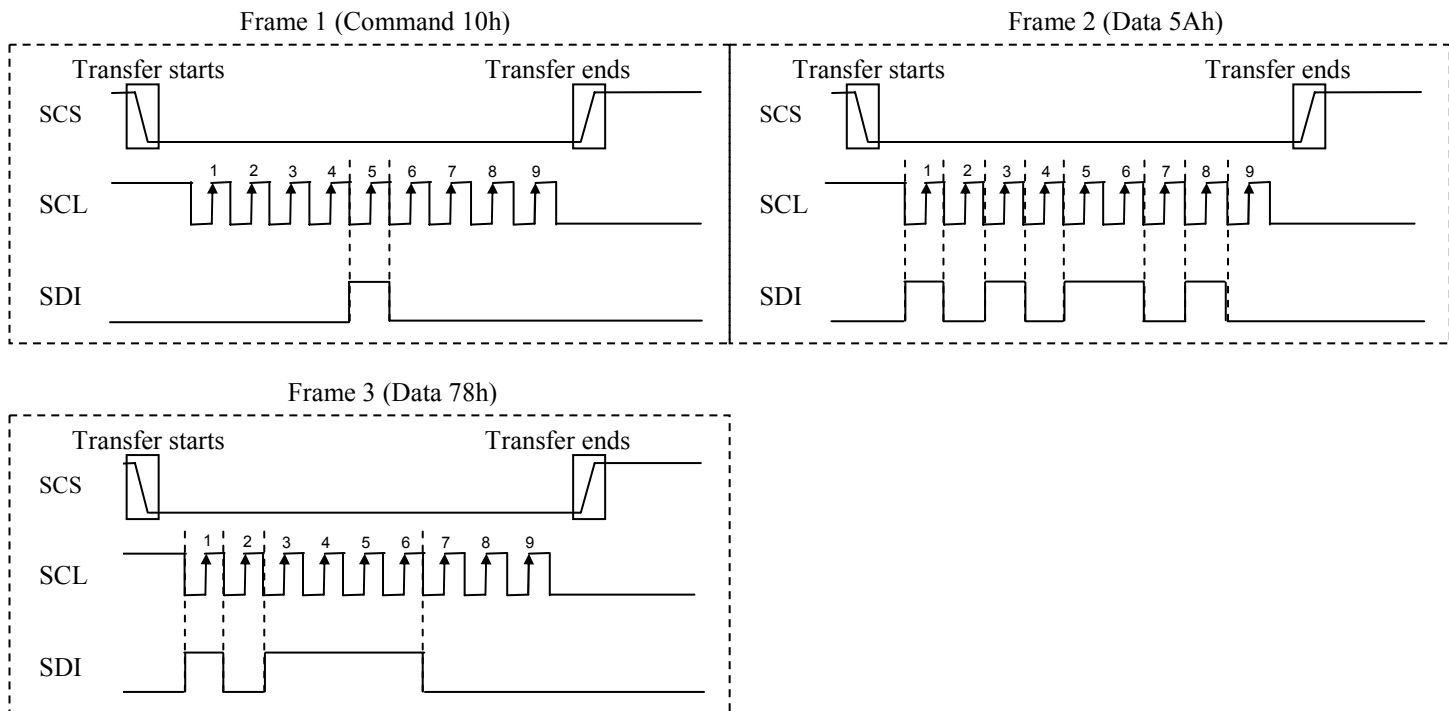 Frame 1 (Command 10h)
Transfer starts
Transfer ends
SCS
1 2 3 4 5 6 7 8 9
SCL
SDI
Frame 2 (Data 5Ah)
Transfer starts
Transfer ends
SCS
1 2 3 4 5 6 7 8 9
SCL
SDI
Frame 3 (Data 78h)
Transfer starts
Transfer ends
SCS
1 2 3 4 5 6 7 8 9
SCL
SDI